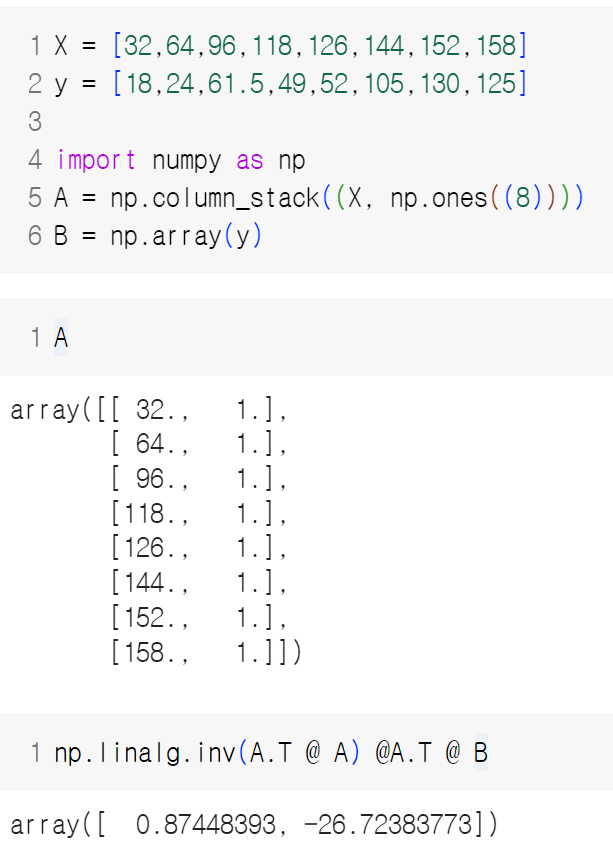 1 X = [32,64,96,118,126,144,152,158]
2 y = [18,24,61.5,49,52,105,130,125]
3
4 import numpy as np
5 A = np.column_stack((X, np.ones((8))))
6 B = np.array(y)
1 A
array([[ 32.,   1.],
       [ 64.,   1.],
       [ 96.,   1.],
       [118.,   1.],
       [126.,   1.],
       [144.,   1.],
       [152.,   1.],
       [158.,   1.]])
1 np.linalg.inv(A.T @ A) @A.T @ B
array([  0.87448393, -26.72383773])